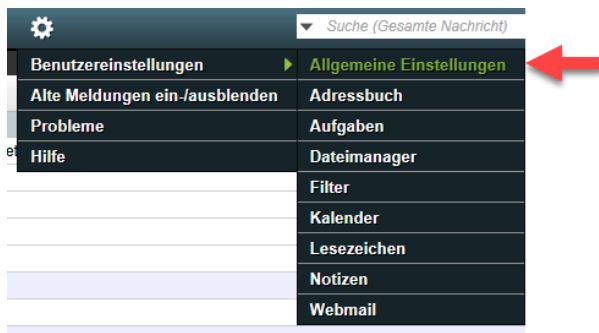 Suche (Gesamte Nachricht)
Benutzereinstellungen
Alte Meldungen ein-/ausblenden
Probleme
Hilfe
Allgemeine Einstellungen
Adressbuch
Aufgaben
Dateimanager
Filter
Kalender
Lesezeichen
Notizen
Webmail